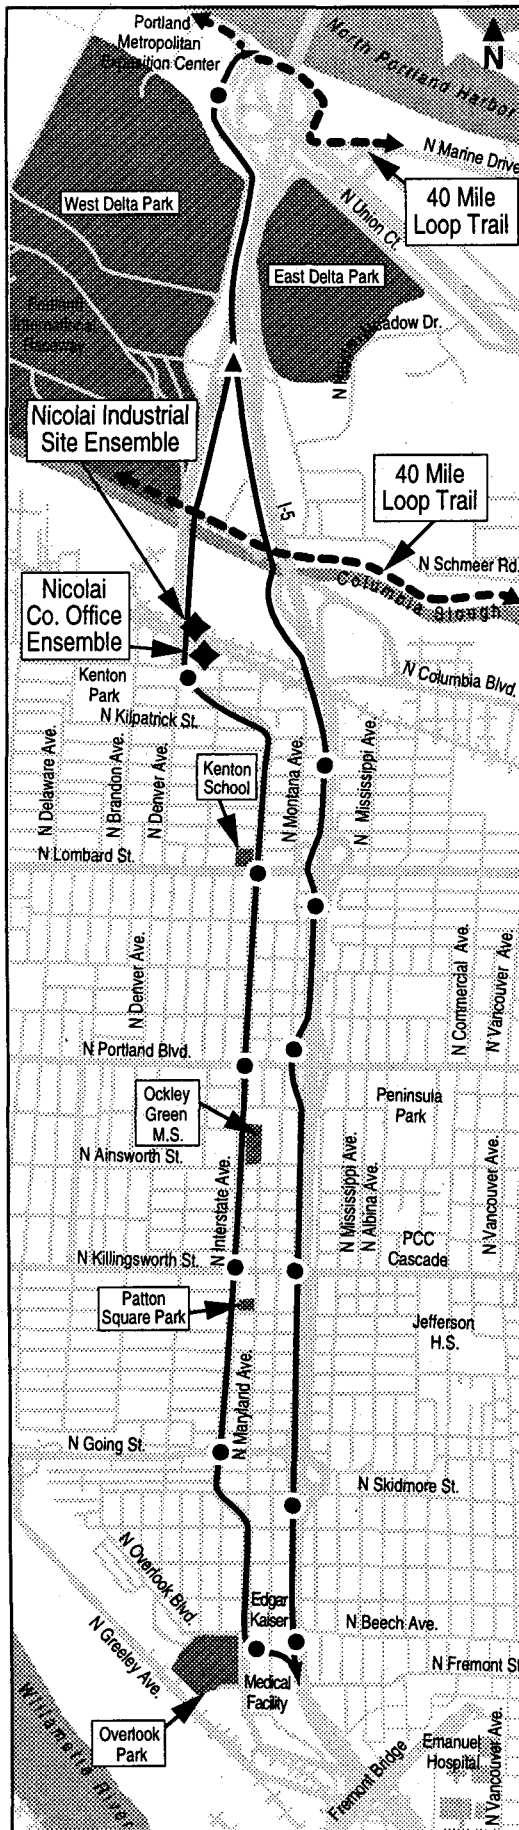 Portland
Metropolitan
Exposition Center
North Portland Harbor
N
N Marine Drive
40 Mile
Loop Trail
West Delta Park
N Union Ct.
East Delta Park
Portland
International
Raceway
Meadow Dr.
Nicolai Industrial
Site Ensemble
I-5
40 Mile
Loop Trail
N Schmeer Rd.
Columbia Slough
Nicolai
Co. Office
Ensemble
Kenton
Park
N Columbia Blvd.
N Kilpatrick St.
N Delaware Ave.
N Brandon Ave.
N Denver Ave.
Kenton
School
N Montana Ave.
N Mississippi Ave.
N Lombard St.
N Denver Ave.
N Commercial Ave.
N Vancouver Ave.
N Portland Blvd.
Ockley
Green
M.S.
Peninsula
Park
N Ainsworth St.
N Interstate Ave.
N Mississippi Ave.
N Albina Ave.
N Vancouver Ave.
N Killingsworth St.
PCC
Cascade
Patton
Square Park
Jefferson
H.S.
N Maryland Ave.
N Going St.
N Skidmore St.
N Overlook Blvd.
Edgar
Kaiser
Medical
Facility
N Beech Ave.
N Greeley Ave.
N Fremont St
Overlook
Park
Willamette River
Fremont Bridge
Emanuel
Hospital
N Vancouver Ave.